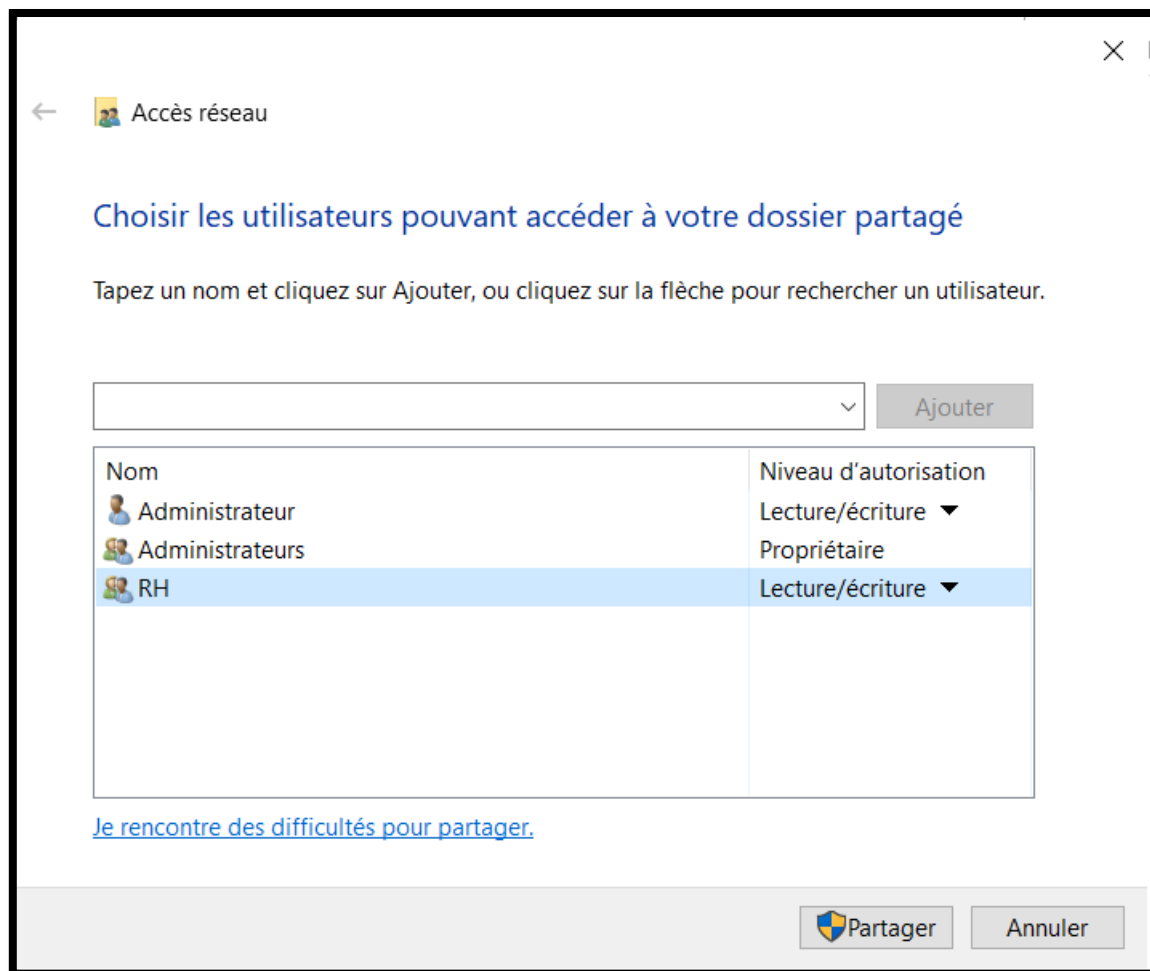 Accès réseau
Choisir les utilisateurs pouvant accéder à votre dossier partagé
Tapez un nom et cliquez sur Ajouter, ou cliquez sur la flèche pour rechercher un utilisateur.
Ajouter
Nom Niveau d'autorisation
Administrateur Lecture/écriture
Administrateurs Propriétaire
RH Lecture/écriture
Je rencontre des difficultés pour partager.
Partager Annuler